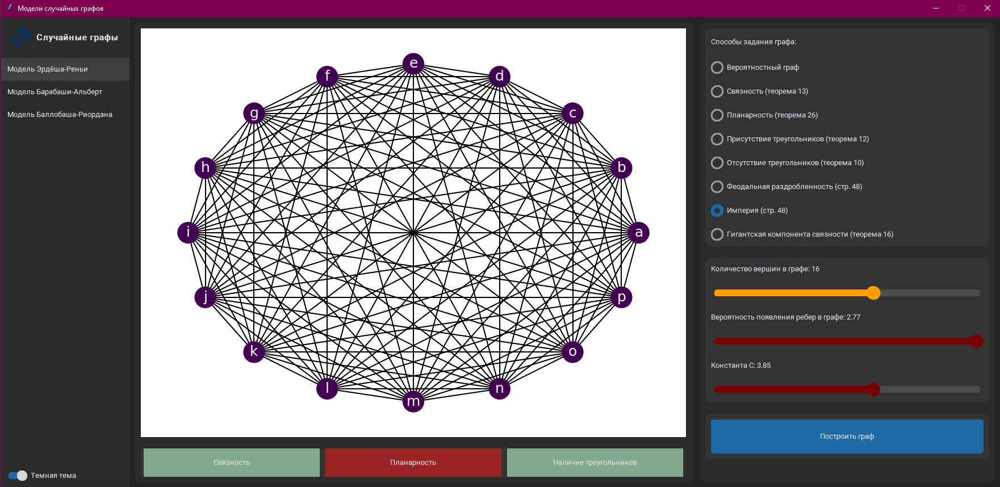 Модели случайных графов
Случайные графы
Модель Эрдёша-Реньи
Модель Барабаши-Альберт
Модель Баллобаша-Риордана
Темная тема
e
f
d
g
c
h
b
i
a
j
p
k
o
l
n
m
Связность
Планарность
Наличие треугольников
Способы задания графа:
Вероятностный граф
Связность (теорема 13)
Планарность (теорема 26)
Присутствие треугольников (теорема 12)
Отсутствие треугольников (теорема 10)
Феодальная раздробленность (стр. 48)
Империя (стр. 48)
Гигантская компонента связности (теорема 16)
Количество вершин в графе: 16
Вероятность появления ребер в графе: 2.77
Константа C: 3.85
Построить граф